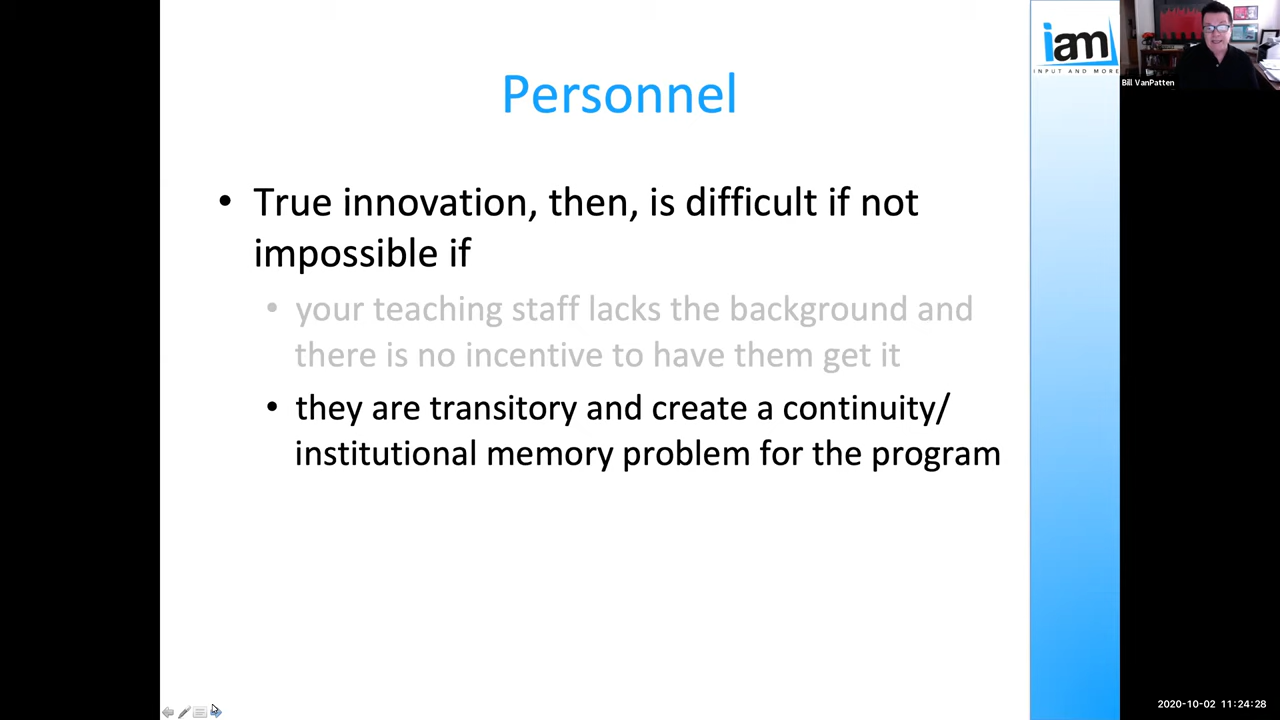 Personnel
• True innovation, then, is difficult if not
impossible if
• your teaching staff lacks the background and
there is no incentive to have them get it
• they are transitory and create a continuity/
institutional memory problem for the program
iam
INPUT AND MORE
Bill VanPatten
2020-10-02 11:24:28